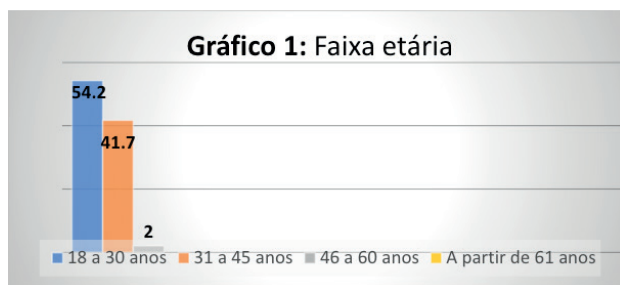 Gráfico 1: Faixa etária
54.2
41.7
2
18 a 30 anos 31 a 45 anos 46 a 60 anos A partir de 61 anos